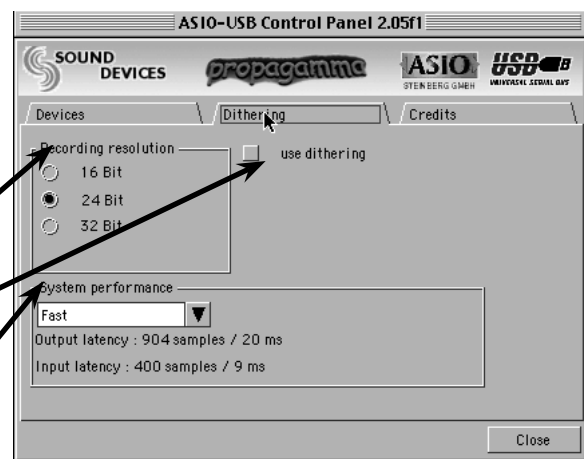 ASIO-USB Control Panel 2.05f1
SOUND DEVICES
propagamma
ASIO
STEINBERG GMBH
USB
UNIVERSAL SERIAL BUS
Devices
Dithering
Credits
Recording resolution
use dithering
16 Bit
24 Bit
32 Bit
System performance
Fast
Output latency : 904 samples / 20 ms
Input latency : 400 samples / 9 ms
Close